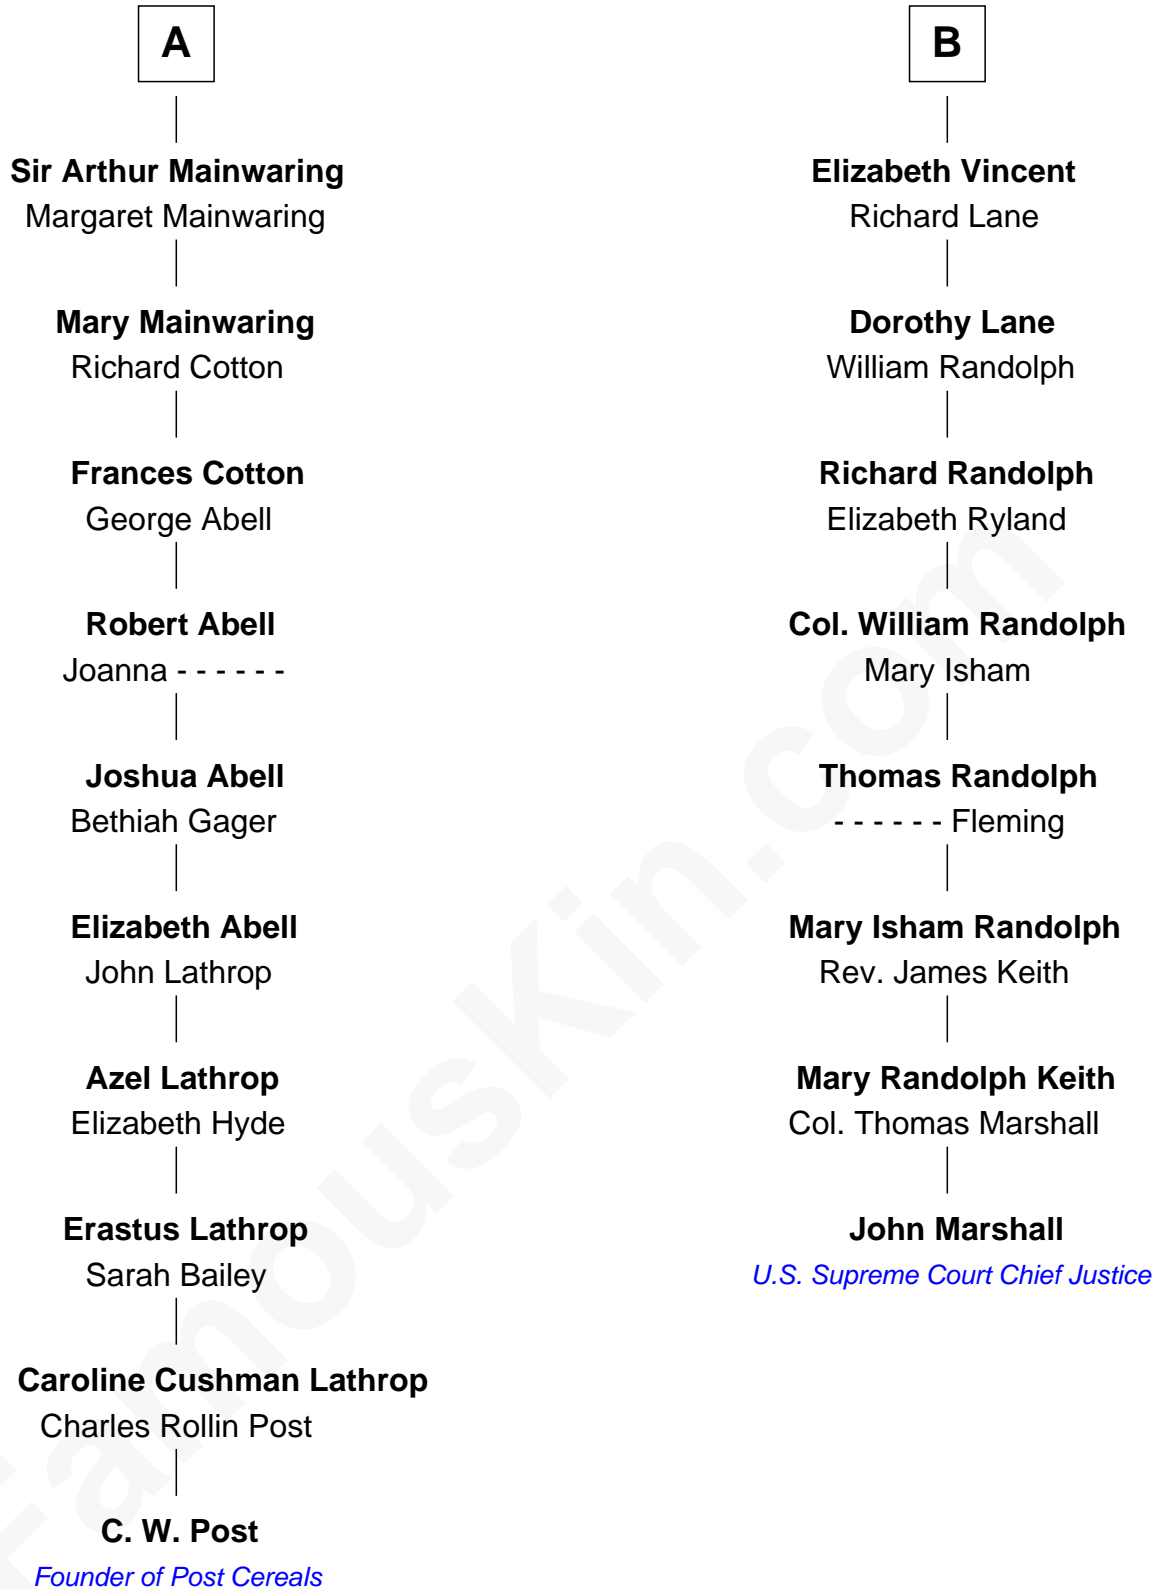 A
Sir Arthur Mainwaring
Margaret Mainwaring
Mary Mainwaring
Richard Cotton
Frances Cotton
George Abell
Robert Abell
Joanna - - - - - -
Joshua Abell
Bethiah Gager
Elizabeth Abell
John Lathrop
Azel Lathrop
Elizabeth Hyde
Erastus Lathrop
Sarah Bailey
Caroline Cushman Lathrop
Charles Rollin Post
C. W. Post
Founder of Post Cereals
B
Elizabeth Vincent
Richard Lane
Dorothy Lane
William Randolph
Richard Randolph
Elizabeth Ryland
Col. William Randolph
Mary Isham
Thomas Randolph
- - - - - - Fleming
Mary Isham Randolph
Rev. James Keith
Mary Randolph Keith
Col. Thomas Marshall
John Marshall
U.S. Supreme Court Chief Justice
FamousKin.com